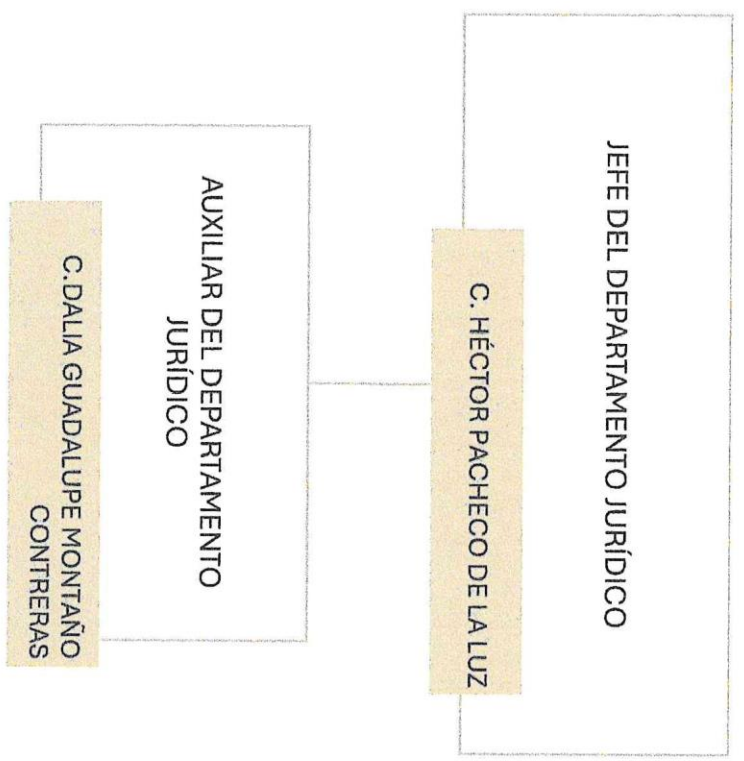 JEFE DEL DEPARTAMENTO JURÍDICO
C. HÉCTOR PACHECO DE LA LUZ
AUXILIAR DEL DEPARTAMENTO
JURÍDICO
C.DALIA GUADALUPE MONTAÑO
CONTRERAS